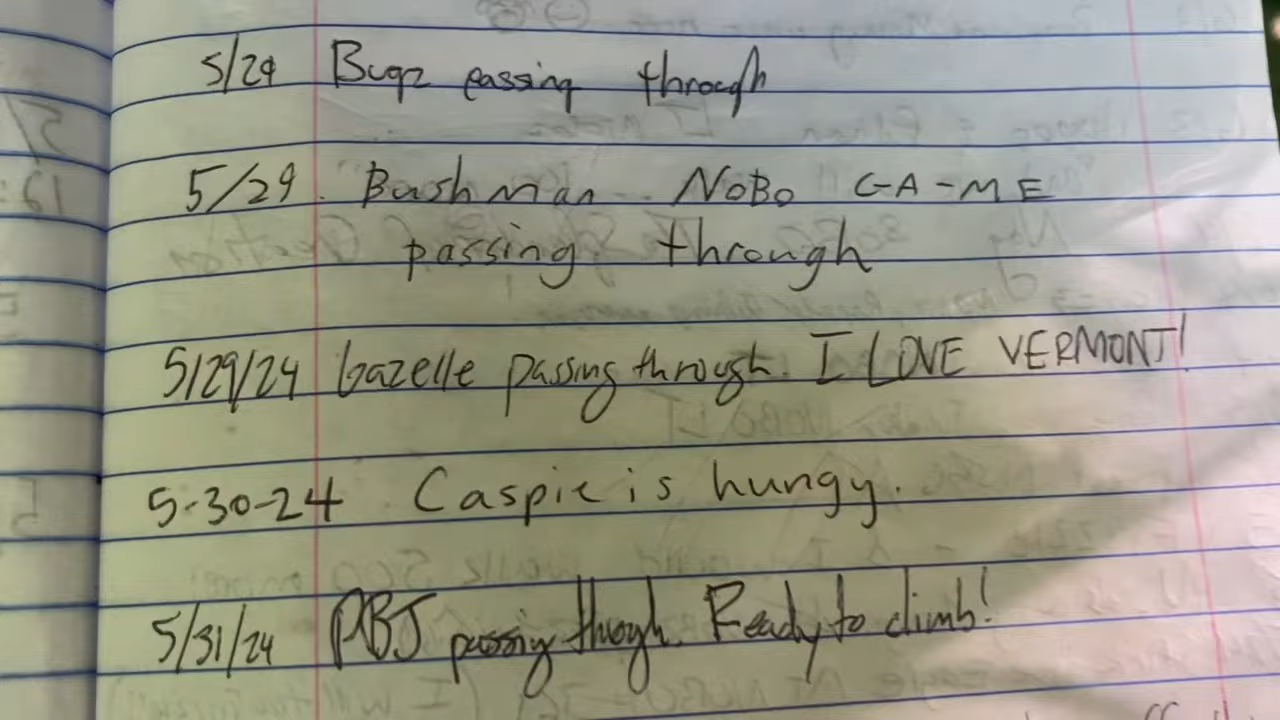 5/29 Bugz passing through
5/29. Bushman. NOBO GA-ME
passing through
5/29/24 Gazelle passing through. I LOVE VERMONT!
5-30-24 Caspie is hungy.
5/31/24 PBJ passing though. Ready to climb!